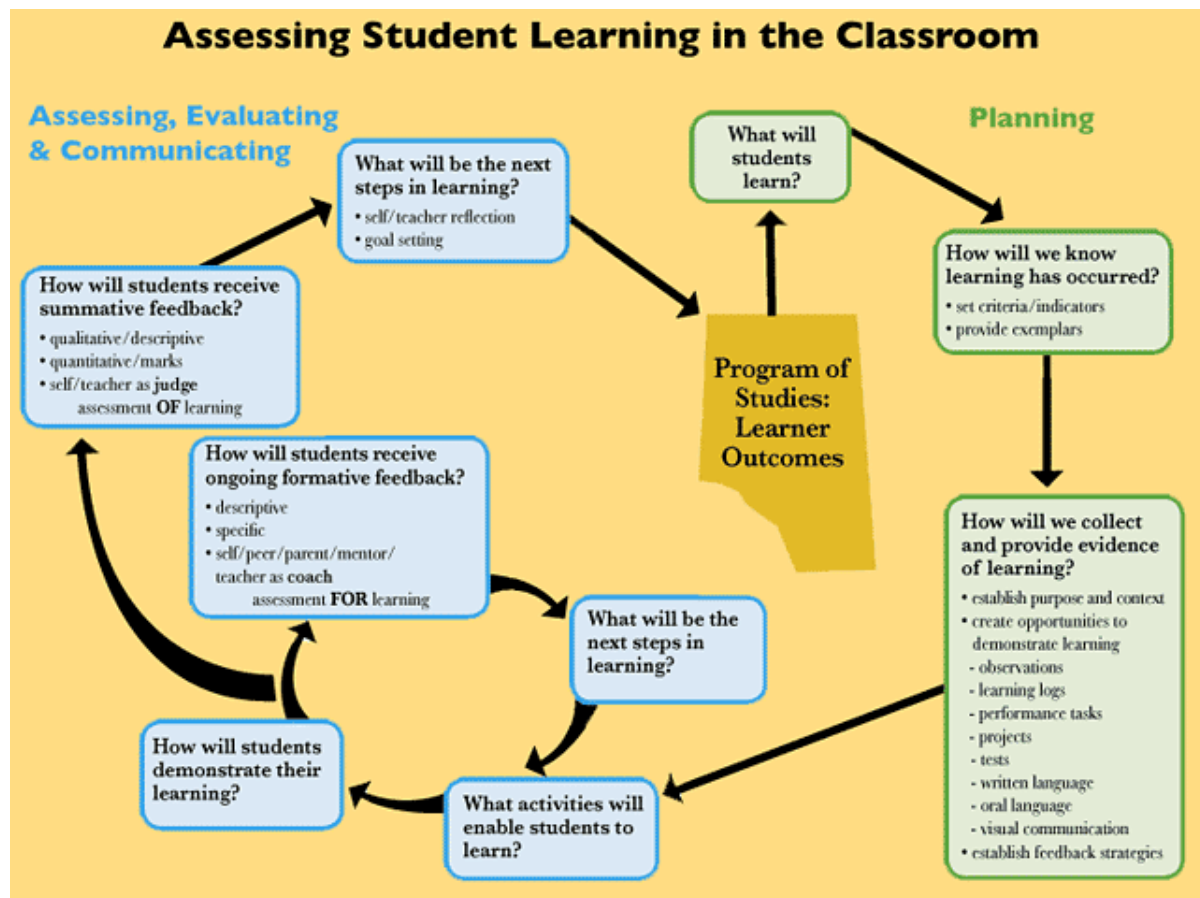 Assessing Student Learning in the Classroom
Assessing, Evaluating
& Communicating
Planning
What will
students
learn?
How will we know
learning has occurred?
• set criteria/indicators
• provide exemplars
How will we collect
and provide evidence
of learning?
• establish purpose and context
• create opportunities to
demonstrate learning
- observations
- learning logs
- performance tasks
- projects
- tests
- written language
- oral language
- visual communication
• establish feedback strategies
What activities will
enable students to
learn?
How will students
demonstrate their
learning?
How will students receive
ongoing formative feedback?
• descriptive
• specific
• self/peer/parent/mentor/
teacher as coach
assessment FOR learning
What will be the
next steps in
learning?
How will students receive
summative feedback?
• qualitative/descriptive
• quantitative/marks
• self/teacher as judge
assessment OF learning
What will be the next
steps in learning?
• self/teacher reflection
• goal setting
Program of
Studies:
Learner
Outcomes